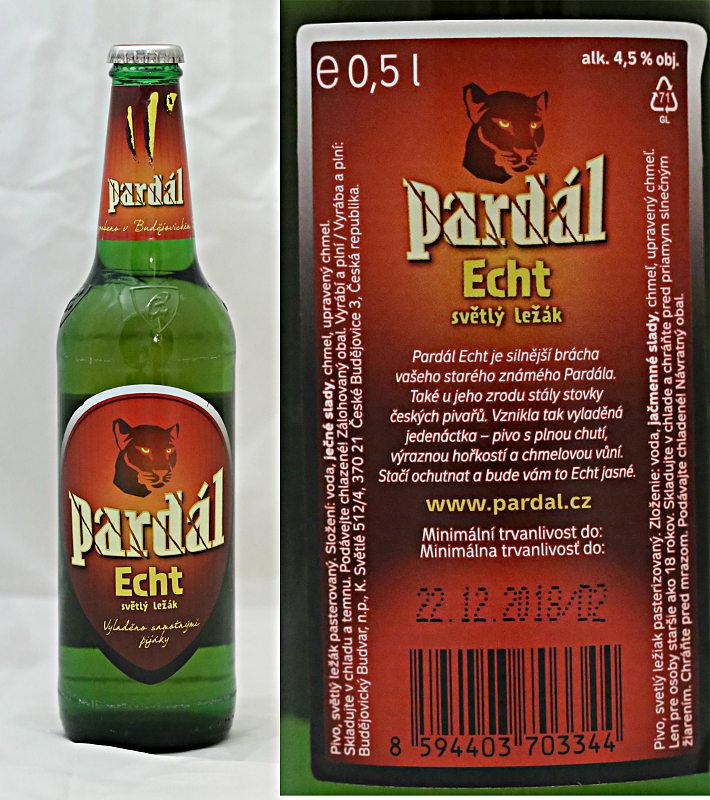 11°
pardál
v Budějovickém
pardál
Echt
světlý ležák
Vyladěno samotnými
pijáky
e 0,5 l
alk. 4,5 % obj.
71
GL
pardál
Echt
světlý ležák
Pardál Echt je silnější brácha
vašeho starého známého Pardála.
Také u jeho zrodu stály stovky
českých pivařů. Vznikla tak vyladěná
jedenáctka – pivo s plnou chutí,
výraznou hořkostí a chmelovou vůní.
Stačí ochutnat a bude vám to Echt jasné.
www.pardal.cz
Minimální trvanlivost do:
Minimálna trvanlivosť do:
22.12.2018/02
8 594403 703344
Pivo, světlý ležák pasterovaný. Složení: voda, ječné slady, chmel, upravený chmel.
Skladujte v chladu a temnu. Podávejte chlazené! Zálohovaný obal. Vyrábí a plní / Vyrába a plní:
Budějovický Budvar, n.p., K. Světlé 512/4, 370 21 České Budějovice 3, Česká republika.
Pivo, svetlý ležiak pasterizovaný. Zloženie: voda, jačmenné slady, chmeľ, upravený chmeľ.
Len pre osoby staršie ako 18 rokov. Skladujte v chlade a chráňte pred priamym slnečným
žiarením. Chráňte pred mrazom. Podávajte chladené! Návratný obal.